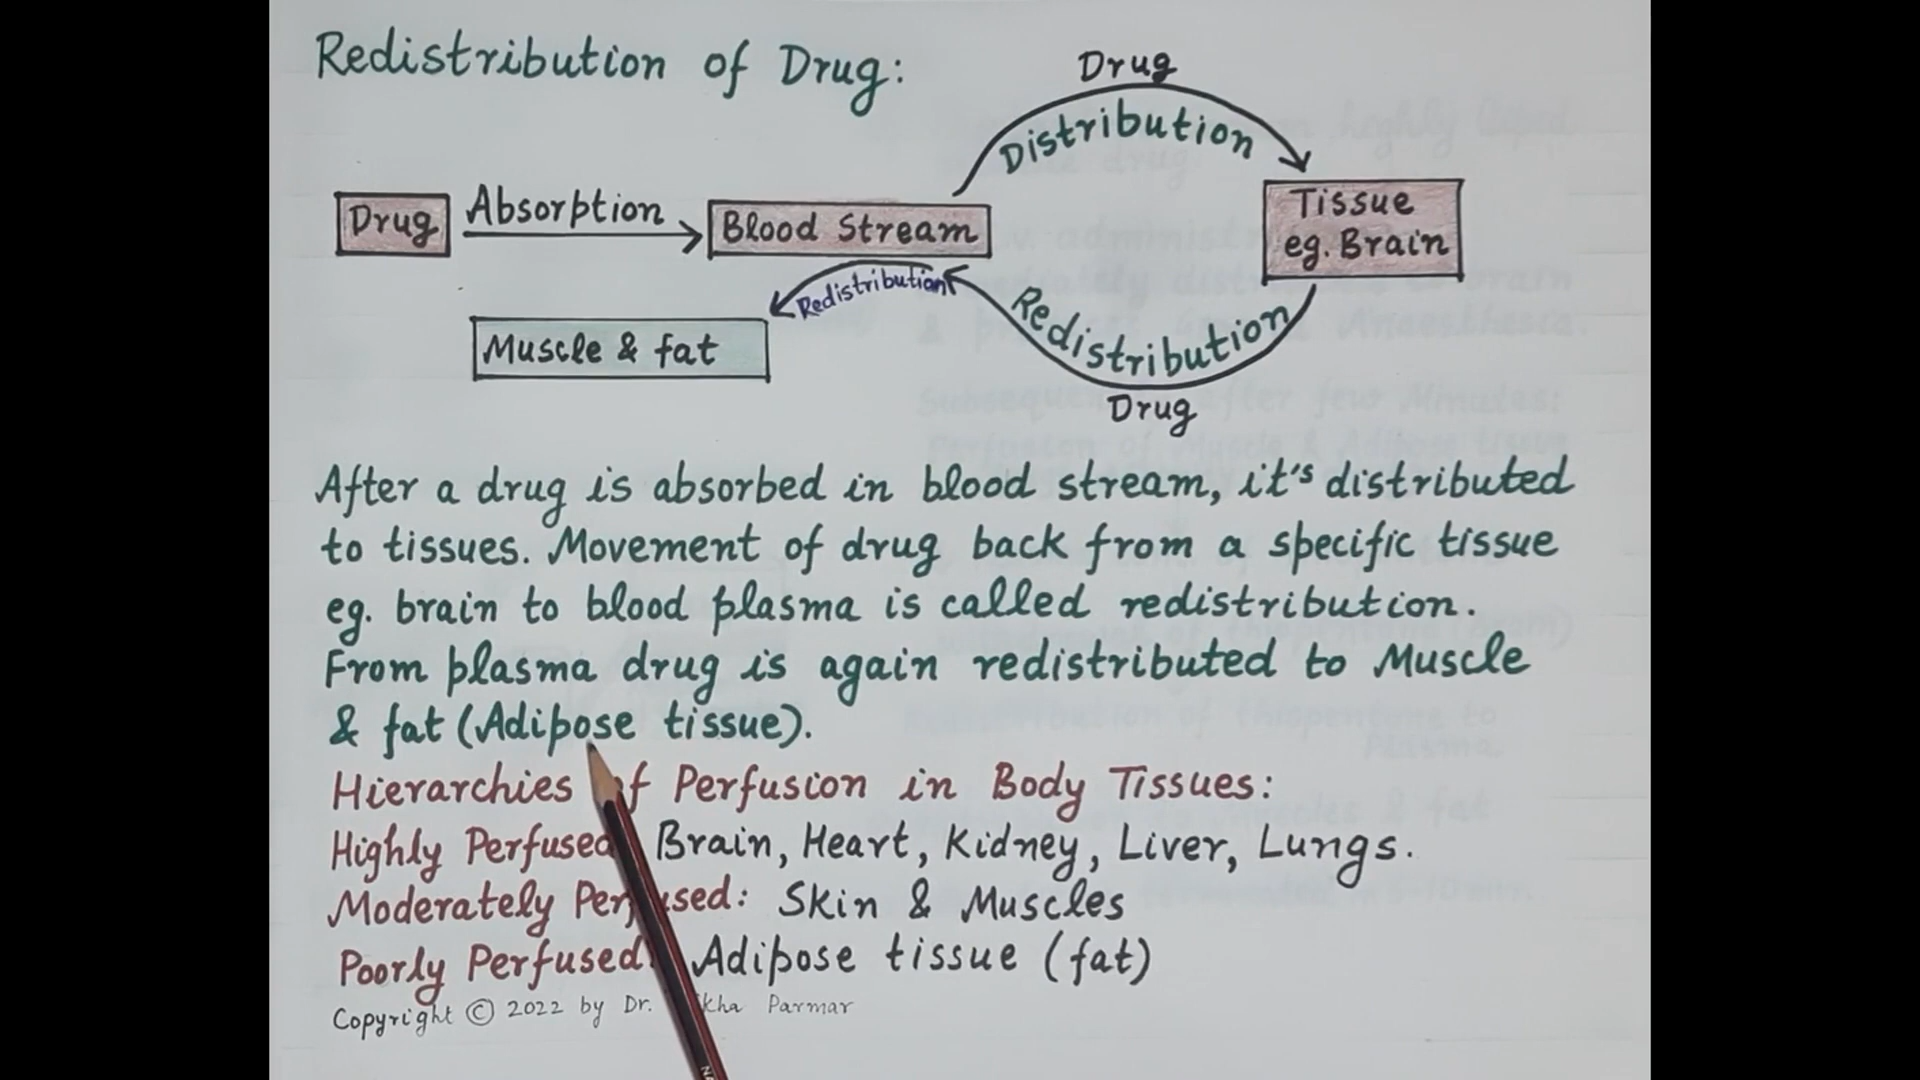 Redistribution of Drug:
Drug
Distribution
Drug Absorption Blood Stream
Tissue
eg. Brain
Redistribution
Redistribution
Drug
Muscle & fat
After a drug is absorbed in blood stream, it's distributed
to tissues. Movement of drug back from a specific tissue
eg. brain to blood plasma is called redistribution.
From plasma drug is again redistributed to Muscle
& fat (Adipose tissue).
Hierarchies of Perfusion in Body Tissues:
Highly Perfused Brain, Heart, Kidney, Liver, Lungs.
Moderately Perfused: Skin & Muscles
Poorly Perfused: Adipose tissue (fat)
Copyright © 2022 by Dr. Parmar